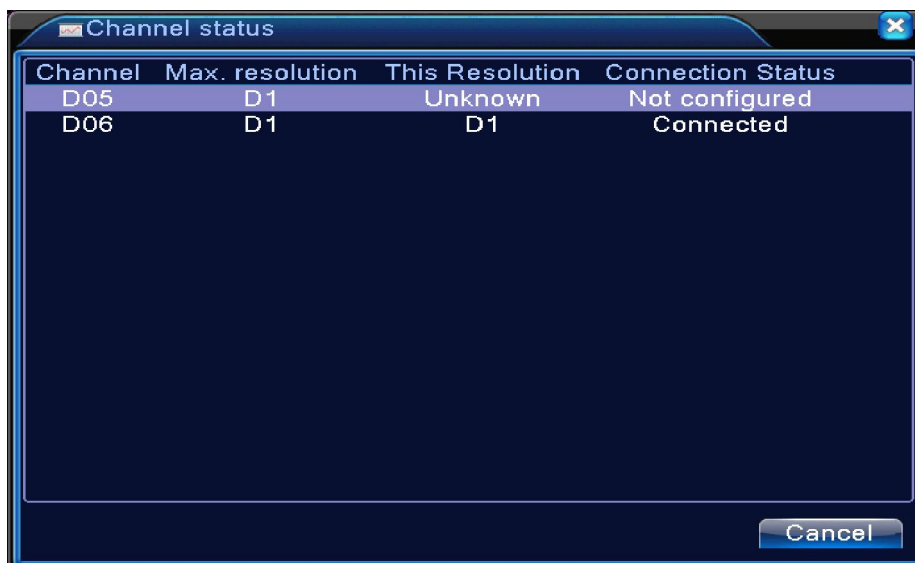 Channel status
Channel Max. resolution This Resolution Connection Status
D05 D1 Unknown Not configured
D06 D1 D1 Connected
Cancel